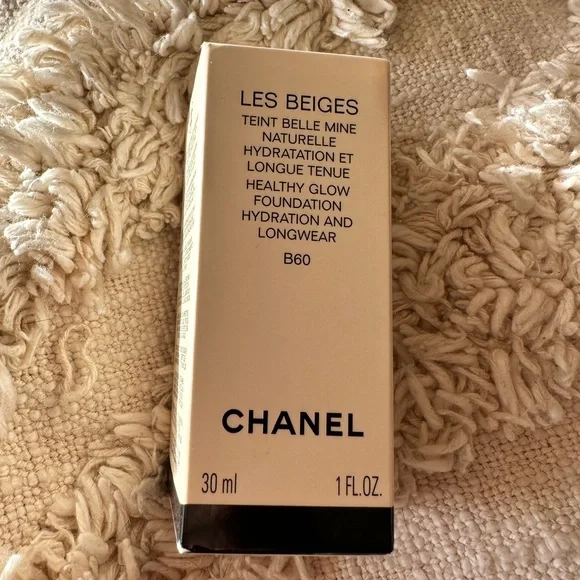 LES BEIGES
TEINT BELLE MINE
NATURELLE
HYDRATATION ET
LONGUE TENUE
HEALTHY GLOW
FOUNDATION
HYDRATION AND
LONGWEAR
B60
CHANEL
30 ml 1 FL.OZ.